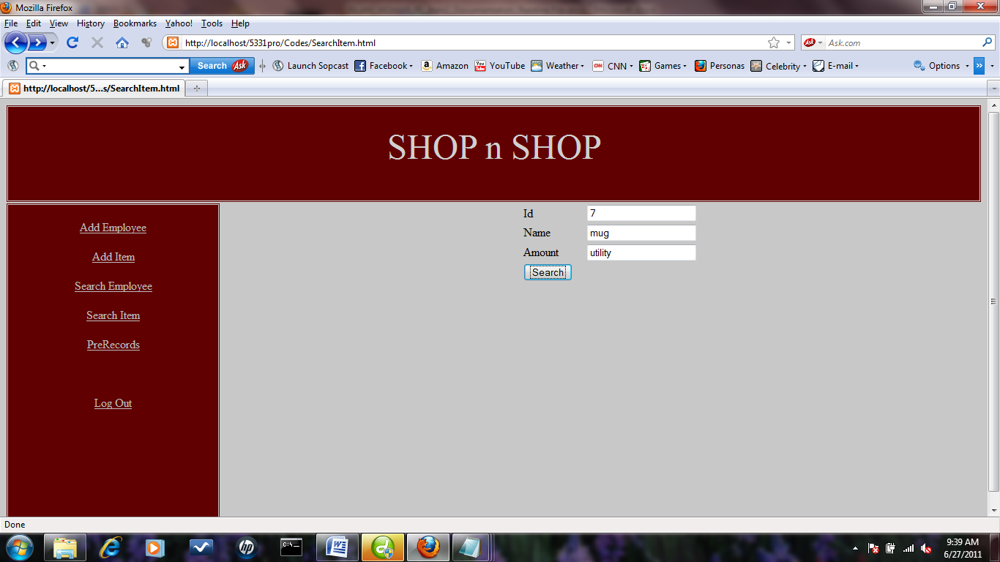 Mozilla Firefox
File Edit View History Bookmarks Yahoo! Tools Help
http://localhost/5331pro/Codes/SearchItem.html
Ask Ask.com
Search Ask Launch Sopcast Facebook Amazon YouTube Weather CNN Games Personas Celebrity E-mail Options
http://localhost/5...s/SearchItem.html
SHOP n SHOP
Id 7
Name mug
Amount utility
Search
Add Employee
Add Item
Search Employee
Search Item
PreRecords
Log Out
Done
9:39 AM
6/27/2011